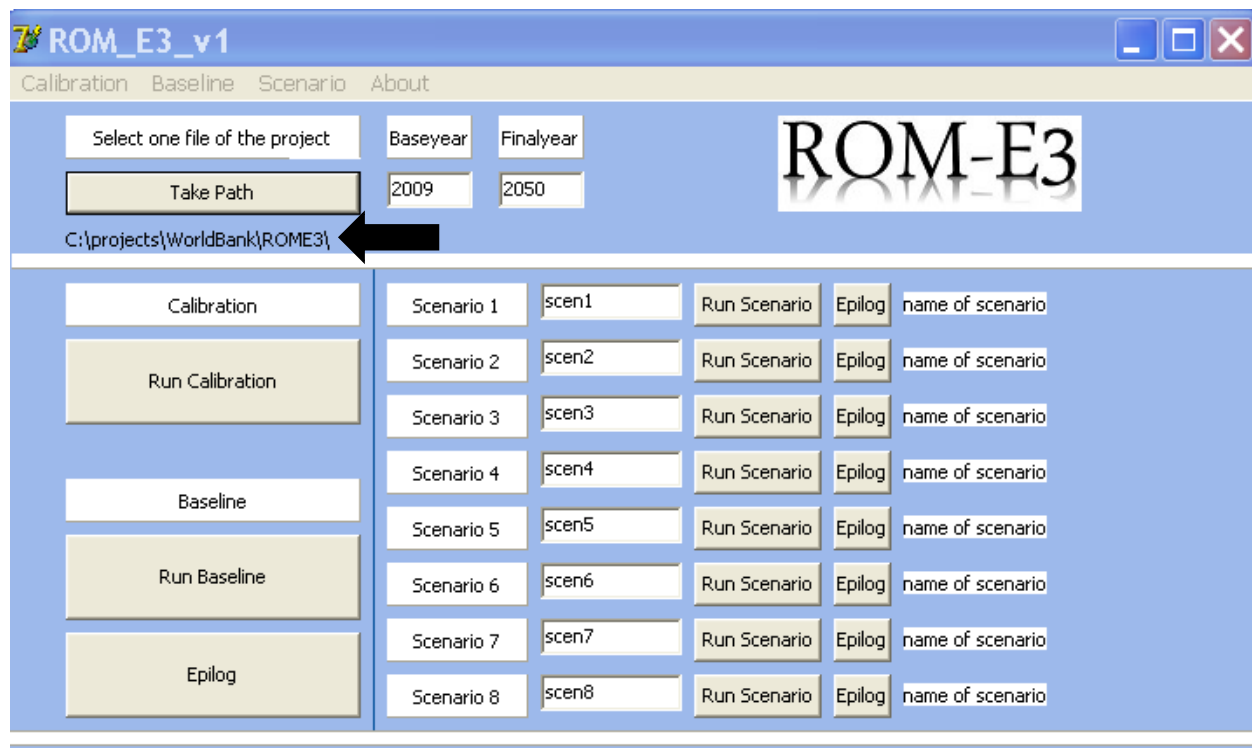 ROM_E3_v1
Calibration Baseline Scenario About
Select one file of the project Baseyear Finalyear ROM-E3
Take Path 2009 2050
C:\projects\WorldBank\ROME3\
Calibration Scenario 1 scen1 Run Scenario Epilog name of scenario
Run Calibration Scenario 2 scen2 Run Scenario Epilog name of scenario
Scenario 3 scen3 Run Scenario Epilog name of scenario
Scenario 4 scen4 Run Scenario Epilog name of scenario
Baseline
Scenario 5 scen5 Run Scenario Epilog name of scenario
Run Baseline Scenario 6 scen6 Run Scenario Epilog name of scenario
Scenario 7 scen7 Run Scenario Epilog name of scenario
Epilog
Scenario 8 scen8 Run Scenario Epilog name of scenario